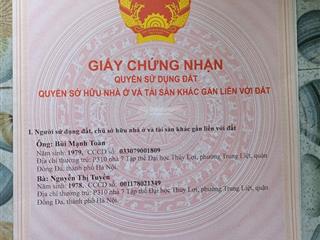 GIẤY CHỨNG NHẬN
QUYỀN SỬ DỤNG ĐẤT
QUYỀN SỞ HỮU NHÀ Ở VÀ TÀI SẢN KHÁC GẮN LIỀN VỚI ĐẤT
I. Người sử dụng đất, chủ sở hữu nhà ở và tài sản khác gắn liền với đất
Ông: Bùi Mạnh Toàn
Năm sinh: 1979, CCCD số: 033079001809
Địa chỉ thường trú: P310 nhà 7 Tập thể Đại học Thủy Lợi, phường Trung Liệt, quận
Đống Đa, thành phố Hà Nội.
Bà: Nguyễn Thị Tuyến
Năm sinh: 1978, CCCD số: 001178021349
Địa chỉ thường trú: P310 nhà 7 Tập thể Đại học Thủy Lợi, phường Trung Liệt, quận
Đống Đa, thành phố Hà Nội.